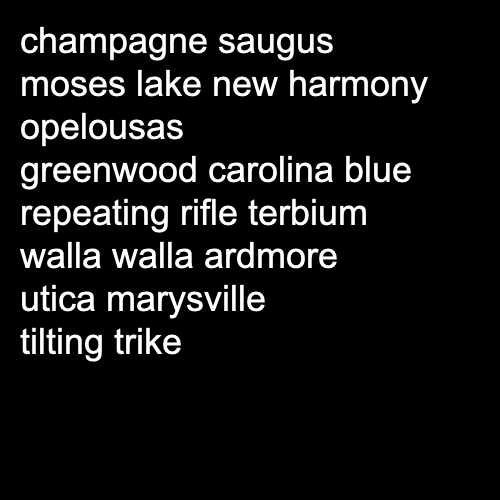 champagne saugus
moses lake new harmony
opelousas
greenwood carolina blue
repeating rifle terbium
walla walla ardmore
utica marysville
tilting trike